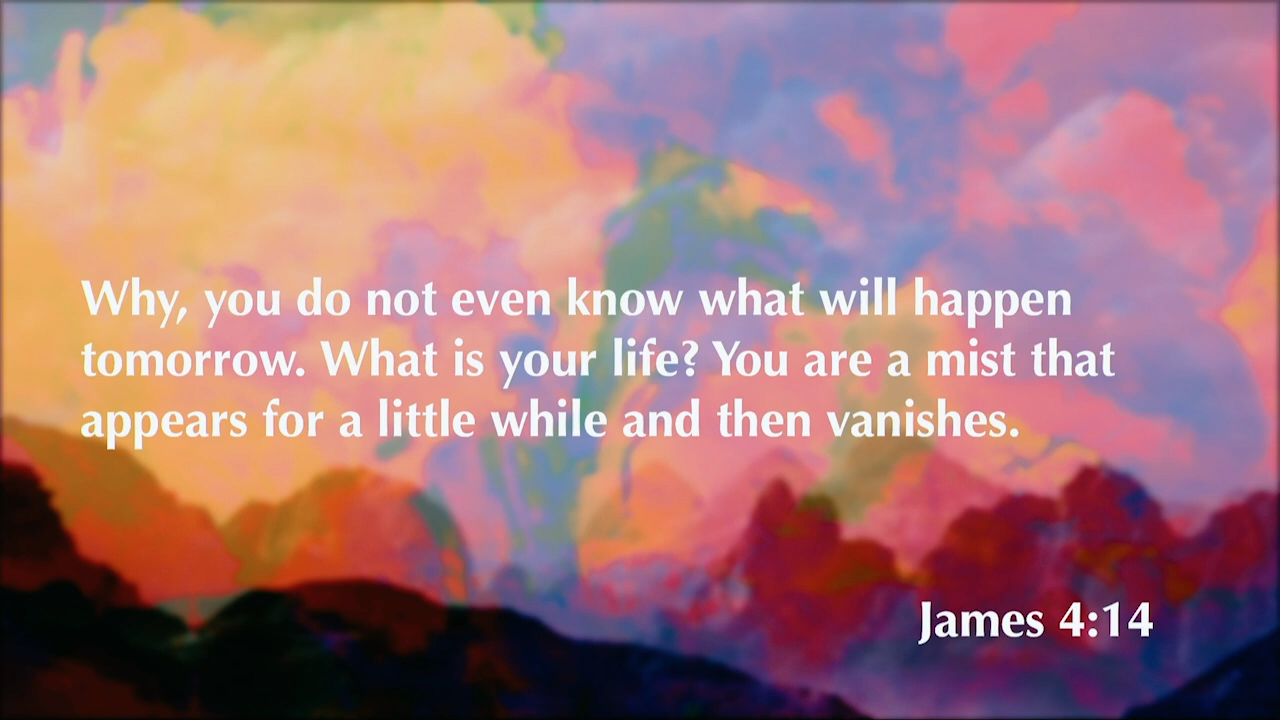 Why, you do not even know what will happen
tomorrow. What is your life? You are a mist that
appears for a little while and then vanishes.
James 4:14